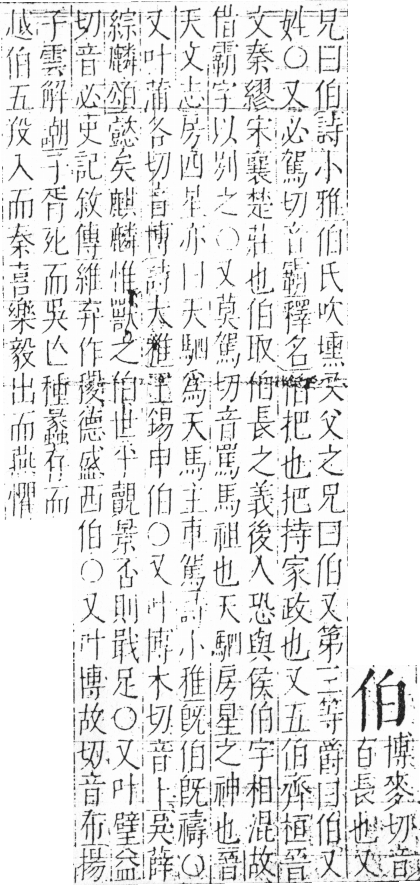 伯
博麥切音
百長也又
兄曰伯詩小雅伯氏吹壎又父之兄曰伯又第三等爵曰伯又
姓○又必駕切音霸釋名伯把也把持家政也又五伯齊桓晉
文秦繆宋襄楚莊也伯取伯長之義後人恐與侯伯字相混故
借霸字以別之○又莫駕切音罵馬祖也天駟房星之神也晉
天文志房四星亦曰天駟爲天馬主車駕詩小雅旣伯旣禱○
又叶蒲各切音博詩大雅王錫申伯○又叶博木切音卜吳薛
綜麟頌懿矣麒麟惟獸之伯世平覩景否則戢足○又叶壁益
切音必史記敘傳維弃作稷德盛西伯○又叶博故切音布揚
子雲解嘲子胥死而吳亾種蠡存而
越伯五羖入而秦喜樂毅出而燕懼